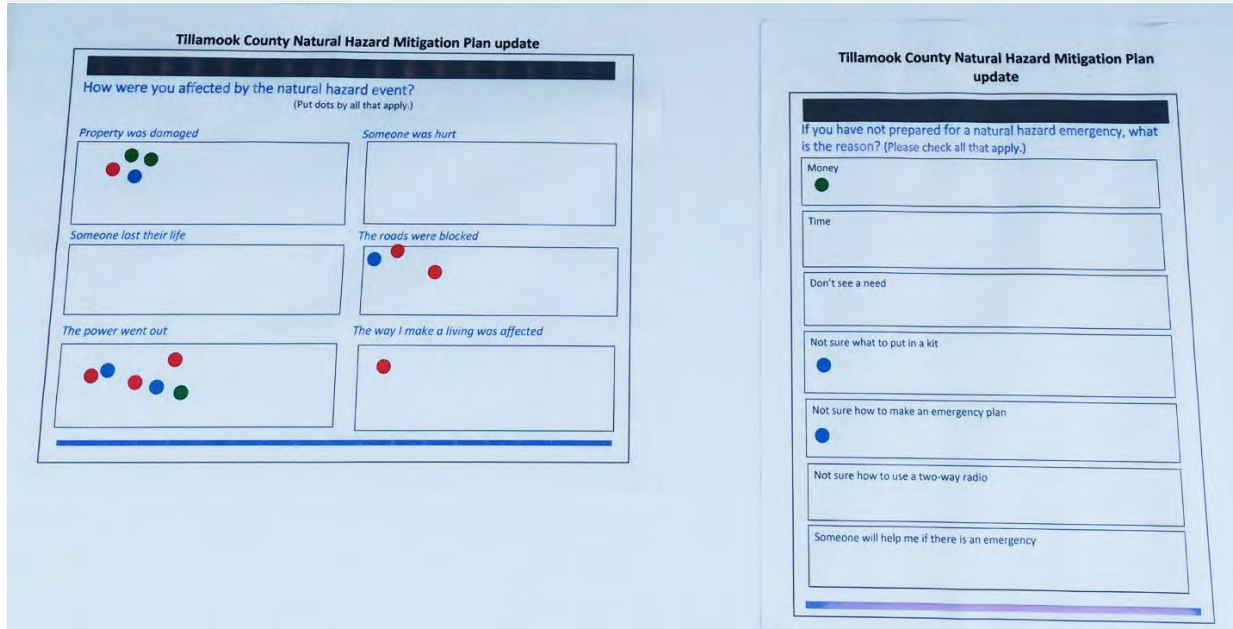 Tillamook County Natural Hazard Mitigation Plan update
How were you affected by the natural hazard event?
(Put dots by all that apply.)
Property was damaged
Someone was hurt
Someone lost their life
The roads were blocked
The power went out
The way I make a living was affected
Tillamook County Natural Hazard Mitigation Plan
update
If you have not prepared for a natural hazard emergency, what
is the reason? (Please check all that apply.)
Money
Time
Don't see a need
Not sure what to put in a kit
Not sure how to make an emergency plan
Not sure how to use a two-way radio
Someone will help me if there is an emergency